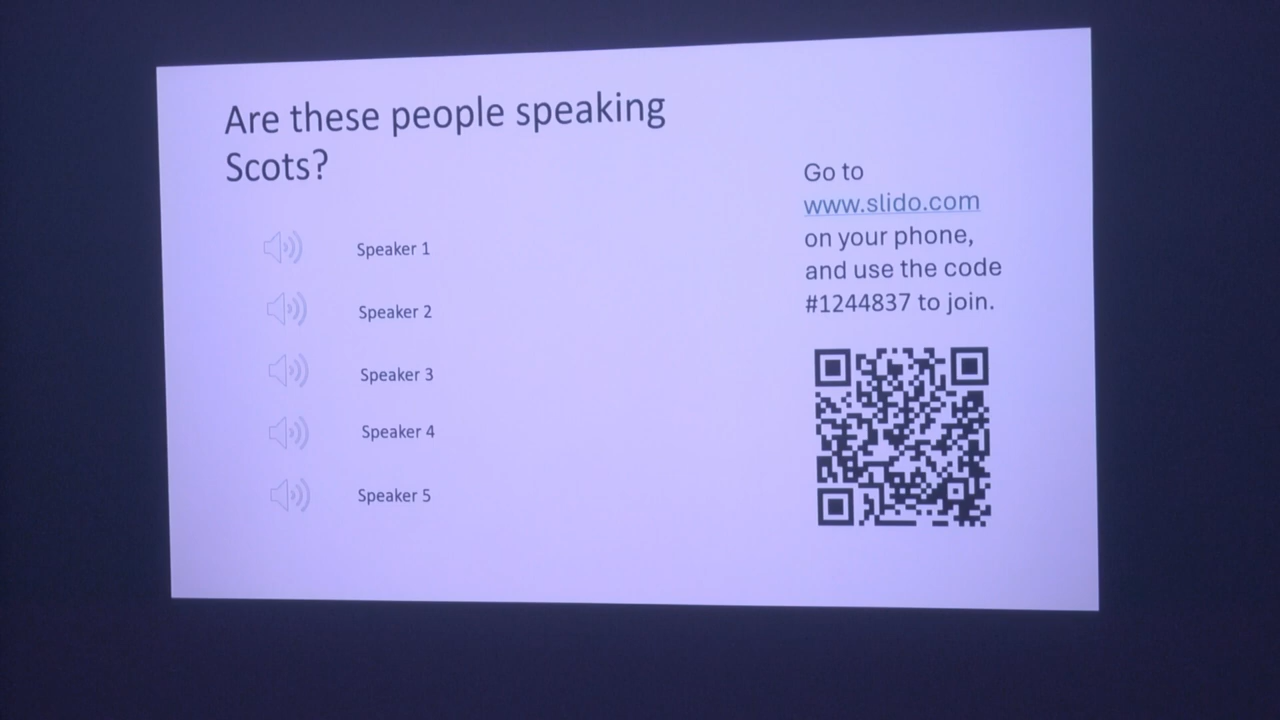 Are these people speaking
Scots?
Speaker 1
Speaker 2
Speaker 3
Speaker 4
Speaker 5
Go to
www.slido.com
on your phone,
and use the code
#1244837 to join.